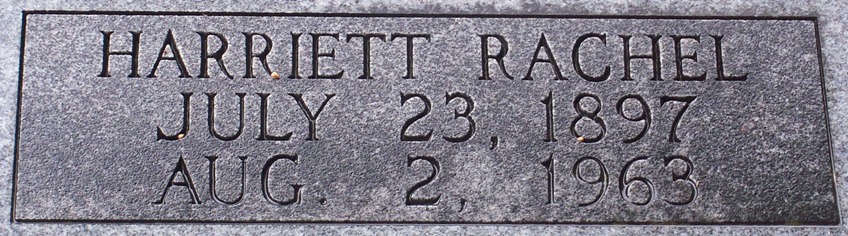 HARRIETT RACHEL
JULY 23, 1897
AUG. 2, 1963